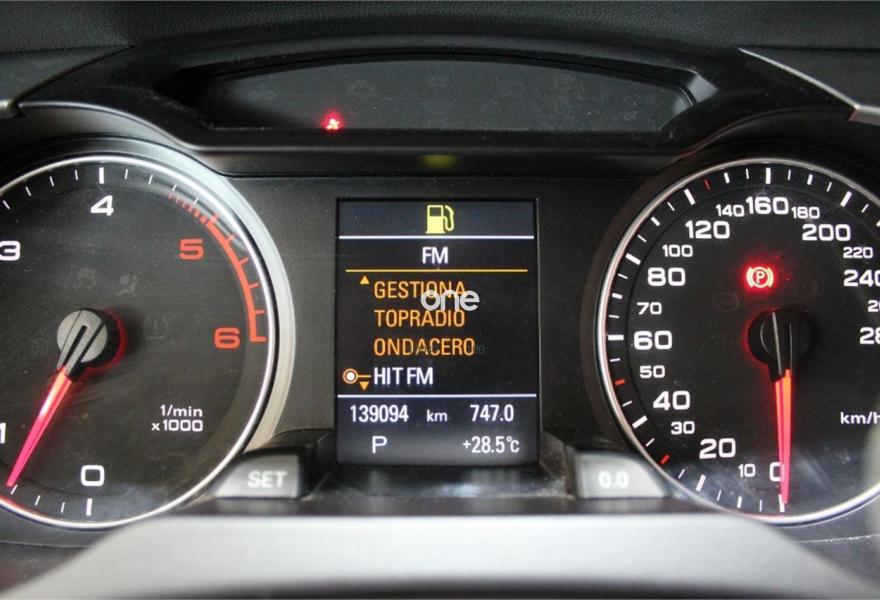 3
4
5
6
1
0
1/min
x1000
FM
GESTIONA
TOPRADIO
ONDACERO
HIT FM
139094 km 747.0
P +28.5°c
one
SET
0.0
0
10
20
30
40
50
60
70
80
100
120
140
160
180
200
220
240
km/h
P